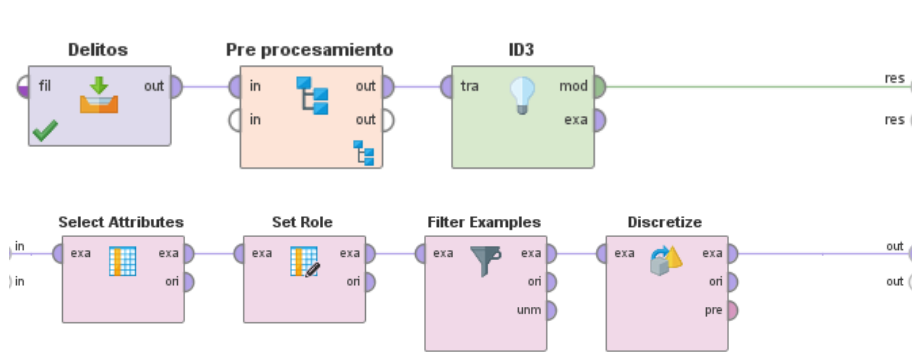 Delitos Pre procesamiento ID3
fil out in out tra mod res
in out exa res
Select Attributes Set Role Filter Examples Discretize
in exa exa exa exa exa exa exa exa out
in ori ori ori ori out
unm pre